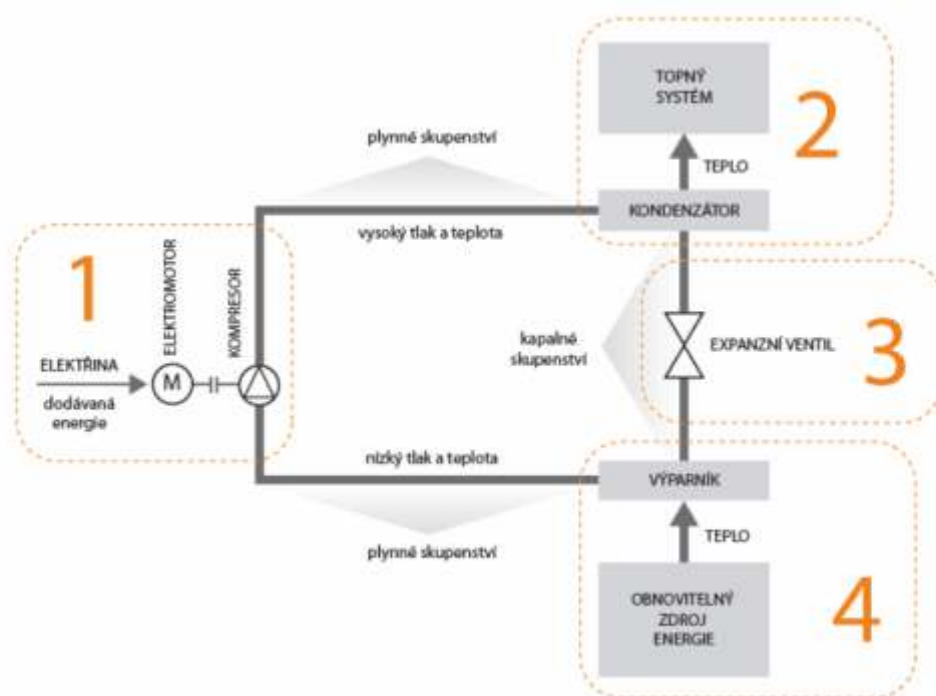 TOPNÝ
SYSTÉM
2
TEPLO
plynné skupenství
KONDENZÁTOR
vysoký tlak a teplota
1
ELEKTROMOTOR
KOMPRESOR
ELEKTŘINA
dodávaná
energie
M
kapalné
skupenství
EXPANZNÍ VENTIL
3
nízký tlak a teplota
VÝPARNÍK
plynné skupenství
TEPLO
OBNOVITELNÝ
ZDROJ
ENERGIE
4